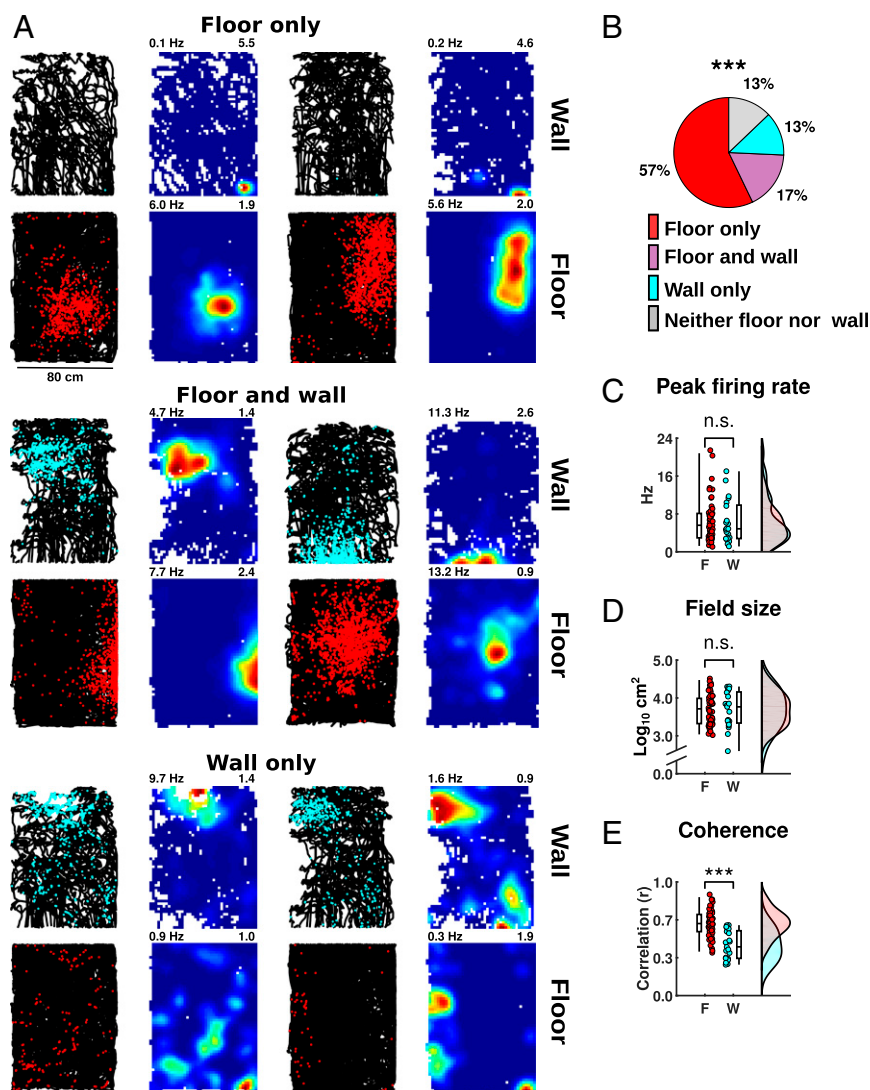 A
Floor only
0.1 Hz 5.5
0.2 Hz 4.6
Wall
6.0 Hz 1.9
5.6 Hz 2.0
Floor
80 cm
Floor and wall
4.7 Hz 1.4
11.3 Hz 2.6
Wall
7.7 Hz 2.4
13.2 Hz 0.9
Floor
Wall only
9.7 Hz 1.4
1.6 Hz 0.9
Wall
0.9 Hz 1.0
0.3 Hz 1.9
Floor
B
***
13%
13%
57%
17%
Floor only
Floor and wall
Wall only
Neither floor nor wall
C Peak firing rate
n.s.
24
16
8
0
Hz
F W
D Field size
n.s.
5.0
4.0
3.0
0.0
Log10 cm2
F W
E Coherence
***
1.0
0.7
0.3
0.0
Correlation (r)
F W